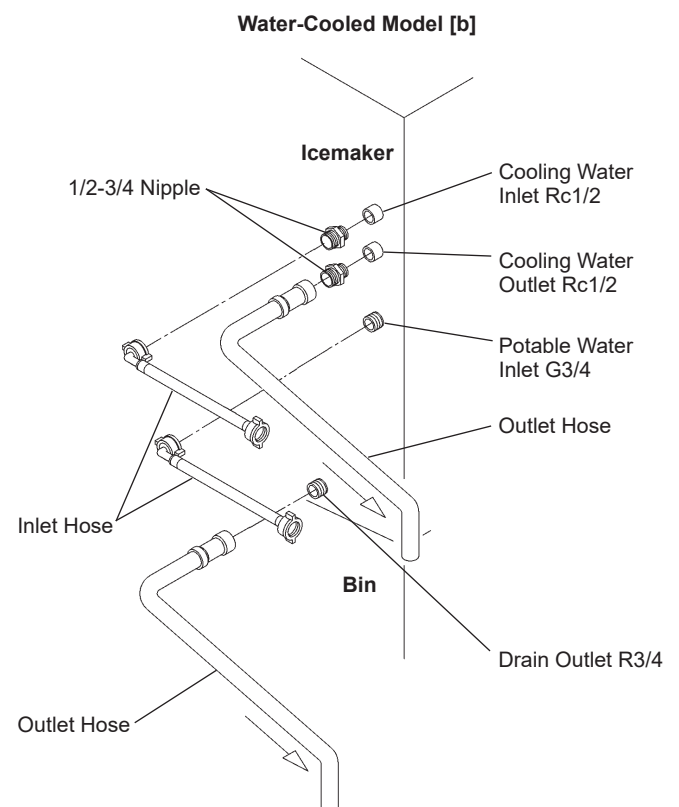 Water-Cooled Model [b]
Icemaker
1/2-3/4 Nipple
Cooling Water
Inlet Rc1/2
Cooling Water
Outlet Rc1/2
Potable Water
Inlet G3/4
Outlet Hose
Inlet Hose
Bin
Drain Outlet R3/4
Outlet Hose